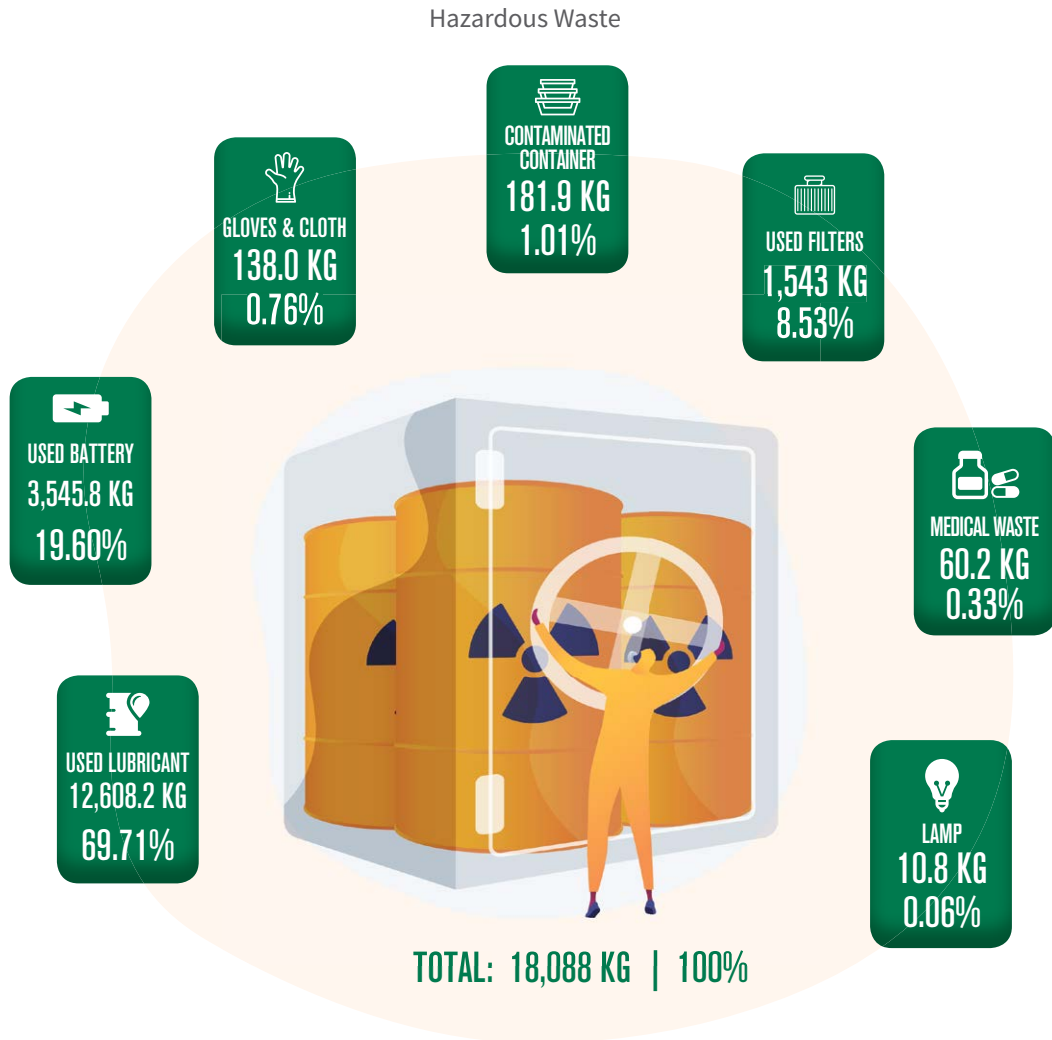 Hazardous Waste
CONTAMINATED
CONTAINER
181.9 KG
1.01%
GLOVES & CLOTH
138.0 KG
0.76%
USED FILTERS
1,543 KG
8.53%
USED BATTERY
3,545.8 KG
19.60%
MEDICAL WASTE
60.2 KG
0.33%
USED LUBRICANT
12,608.2 KG
69.71%
LAMP
10.8 KG
0.06%
TOTAL: 18,088 KG | 100%